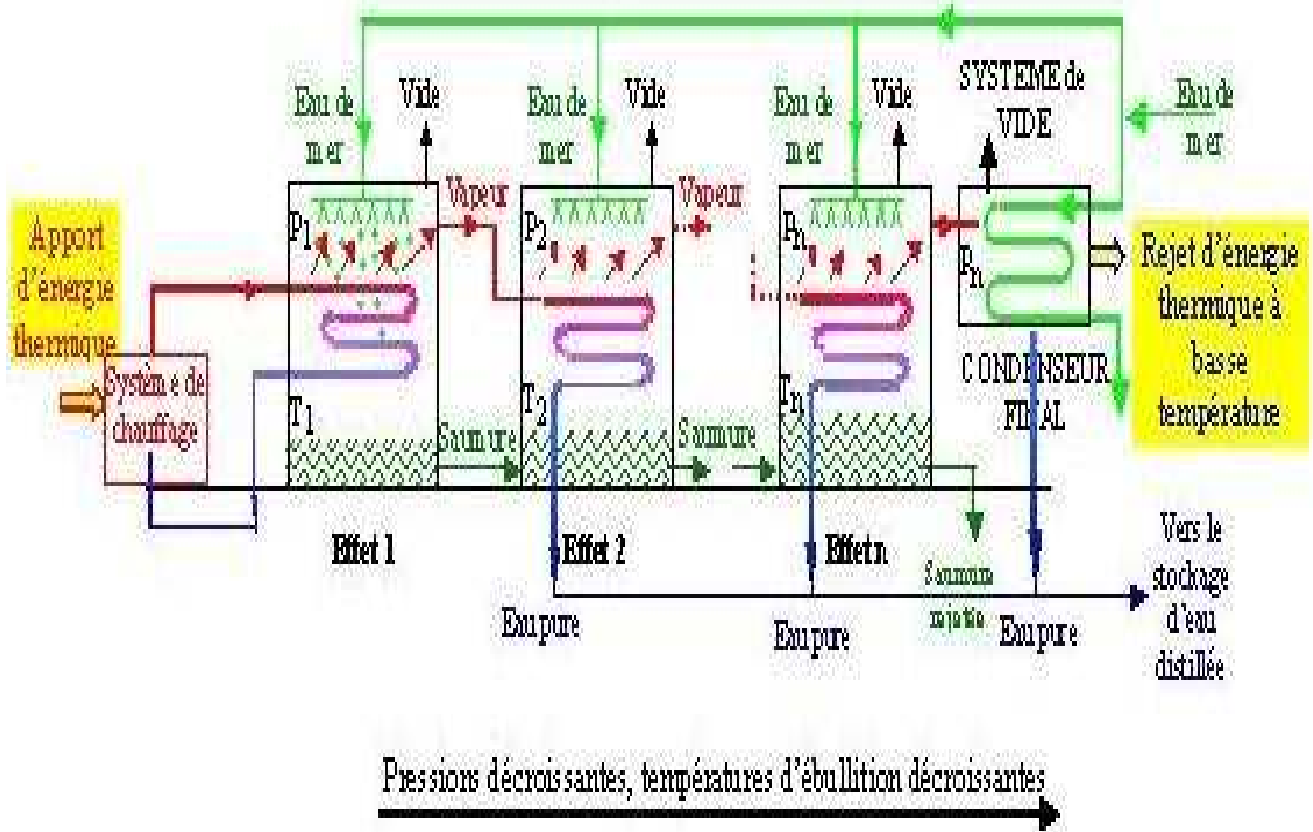 Eau de
mer
Vide
Eau de
mer
Vide
Eau de
mer
Vide
SYSTEME de
VIDE
Eau de
mer
Apport
d'énergie
thermique
Système de
chauffage
P1
T1
Vapeur
P2
T2
Vapeur
Pn
Tn
Pn
CONDENSEUR
FINAL
Rejet d'énergie
thermique à
basse
température
Saumure
Saumure
Effet 1
Effet 2
Effet n
Saumure
rejetée
Eau pure
Eau pure
Eau pure
Vers le
stockage
d'eau
distillée
Pressions décroissantes, températures d'ébullition décroissantes